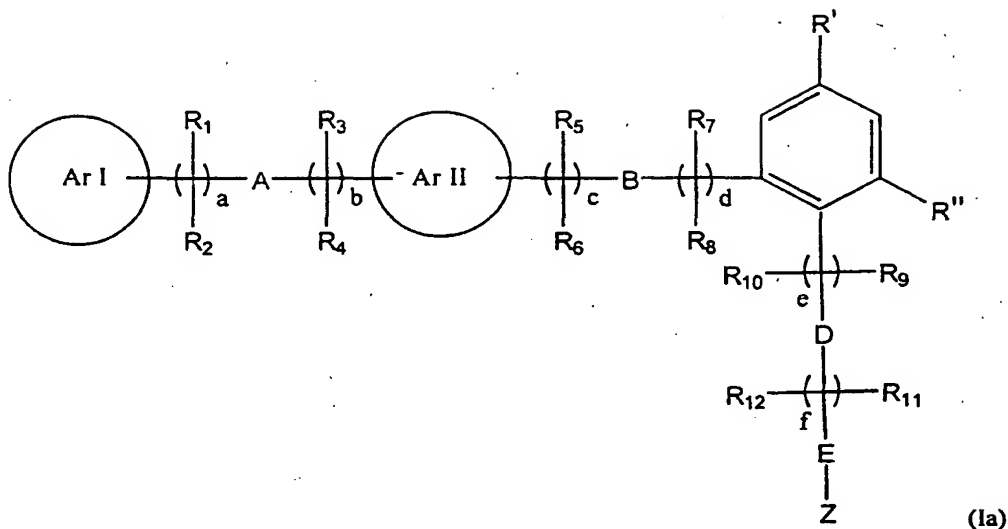 R'
R₁ R₃ R₅ R₇
Ar I ( ) a A ( ) b - Ar II ( ) c B ( ) d
R₂ R₄ R₆ R₈ R"
R₁₀ ( ) e R₉
D
R₁₂ ( ) f R₁₁
E
Z
(Ia)